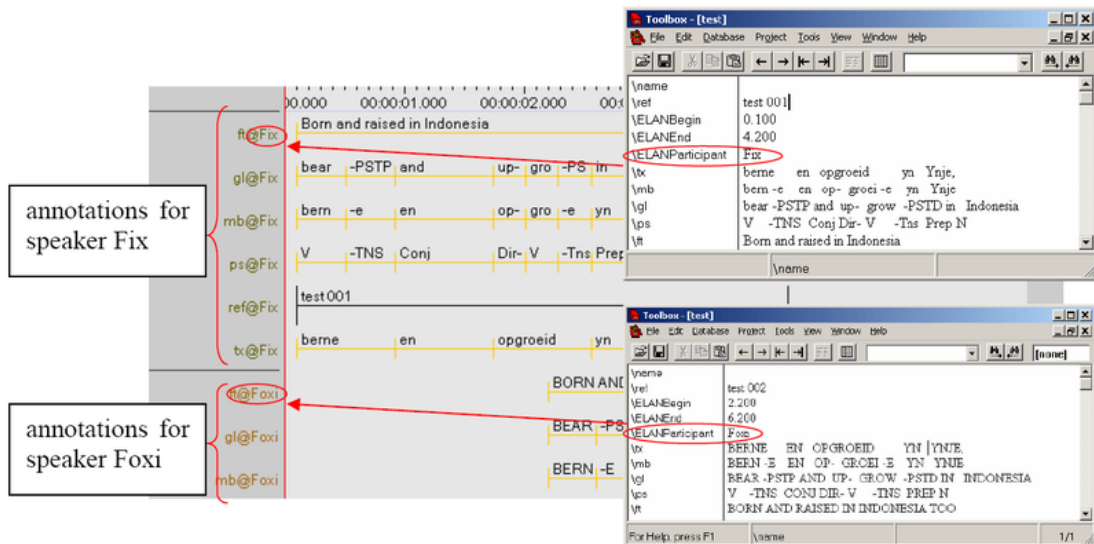 Toolbox - [test]
File Edit Database Project Tools View Window Help
\name
\ref test 001
\ELANBegin 0.100
\ELANEnd 4.200
\ELANParticipant Fix
\tx berne en opgroeid yn Ynje,
\mb bern -e en op- groei -e yn Ynje
\gl bear -PSTP and up- grow -PSTD in Indonesia
\ps V -TNS Conj Dir- V -Tns Prep N
\ft Born and raised in Indonesia
\name
00.000 00:00:01.000 00:00:02.000 00:
ft@Fix Born and raised in Indonesia
gl@Fix bear -PSTP and up- gro -PS in
mb@Fix bern -e en op- gro -e yn
ps@Fix V -TNS Conj Dir- V -Tns Prep
ref@Fix test 001
tx@Fix berne en opgroeid yn
annotations for
speaker Fix
ft@Foxi BORN AND
gl@Foxi BEAR -PS
mb@Foxi BERN -E
annotations for
speaker Foxi
Toolbox - [test]
File Edit Database Project Tools View Window Help
[none]
\name
\ref test 002
\ELANBegin 2.200
\ELANEnd 6.200
\ELANParticipant Foxi
\tx BERNE EN OPGROEID YN YNJE,
\mb BERN -E EN OP- GROEI -E YN YNJE
\gl BEAR -PSTP AND UP- GROW -PSTD IN INDONESIA
\ps V -TNS CONJ DIR- V -TNS PREP N
\ft BORN AND RAISED IN INDONESIA TOO
For Help, press F1 \name 1/1